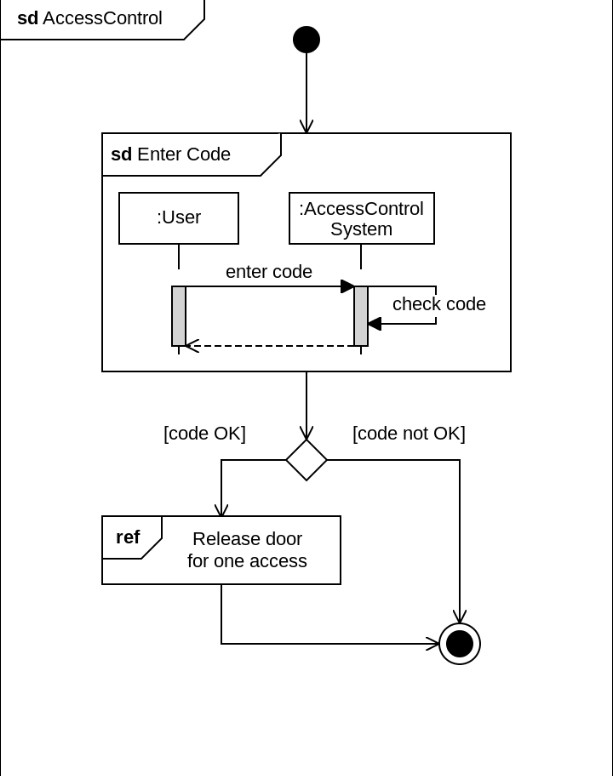 sd AccessControl
sd Enter Code
:User
:AccessControl
System
enter code
check code
[code OK]
[code not OK]
ref
Release door
for one access